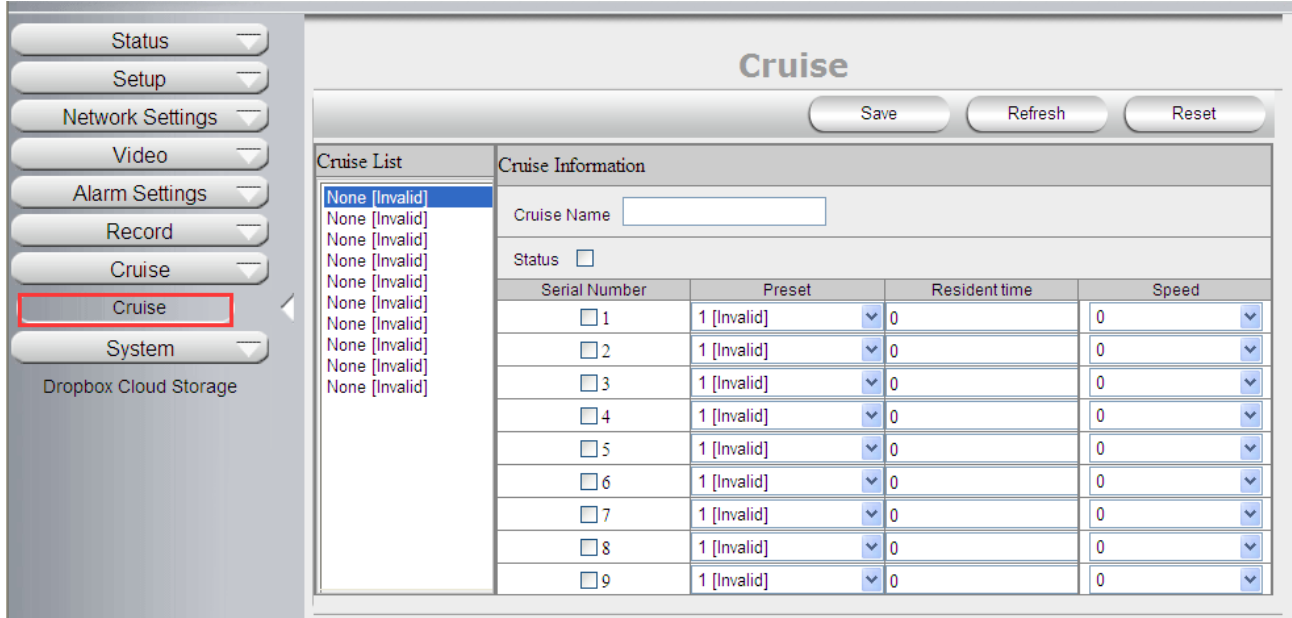 Status
Setup
Network Settings
Video
Alarm Settings
Record
Cruise
Cruise
System
Dropbox Cloud Storage
Cruise
Save Refresh Reset
Cruise List
None [Invalid]
None [Invalid]
None [Invalid]
None [Invalid]
None [Invalid]
None [Invalid]
None [Invalid]
None [Invalid]
None [Invalid]
None [Invalid]
Cruise Information
Cruise Name
Status
Serial Number Preset Resident time Speed
1 1 [Invalid] 0 0
2 1 [Invalid] 0 0
3 1 [Invalid] 0 0
4 1 [Invalid] 0 0
5 1 [Invalid] 0 0
6 1 [Invalid] 0 0
7 1 [Invalid] 0 0
8 1 [Invalid] 0 0
9 1 [Invalid] 0 0